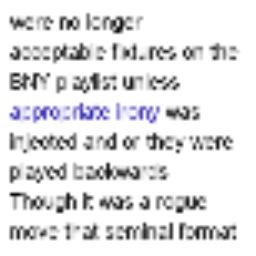 were no longer
acceptable fixtures on the
BNY playlist unless
appropriate irony was
injected and or they were
played backwards
Though it was a rogue
move that seminal format